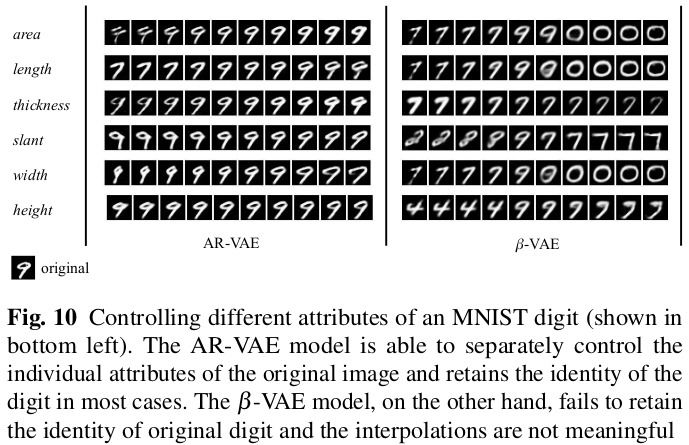 area
length
thickness
slant
width
height
AR-VAE
β-VAE
original
Fig. 10 Controlling different attributes of an MNIST digit (shown in
bottom left). The AR-VAE model is able to separately control the
individual attributes of the original image and retains the identity of the
digit in most cases. The β-VAE model, on the other hand, fails to retain
the identity of original digit and the interpolations are not meaningful